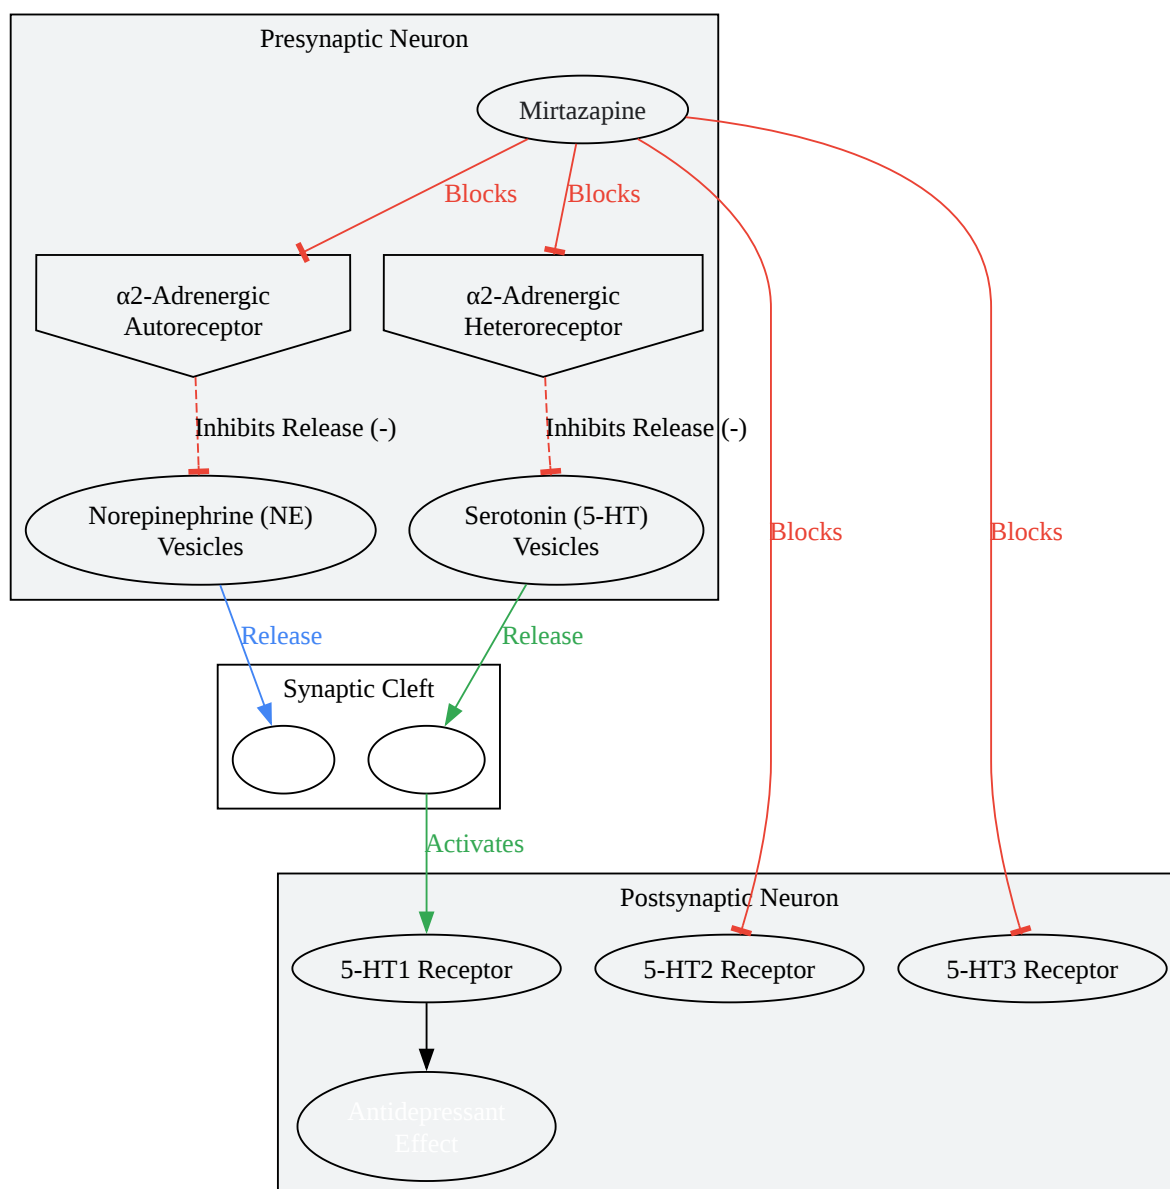 Presynaptic Neuron
Mirtazapine
Blocks
Blocks
α2-Adrenergic
Autoreceptor
α2-Adrenergic
Heteroreceptor
Inhibits Release (-)
Inhibits Release (-)
Norepinephrine (NE)
Vesicles
Serotonin (5-HT)
Vesicles
Blocks
Blocks
Release
Release
Synaptic Cleft
Activates
Postsynaptic Neuron
5-HT1 Receptor
5-HT2 Receptor
5-HT3 Receptor
Antidepressant
Effect